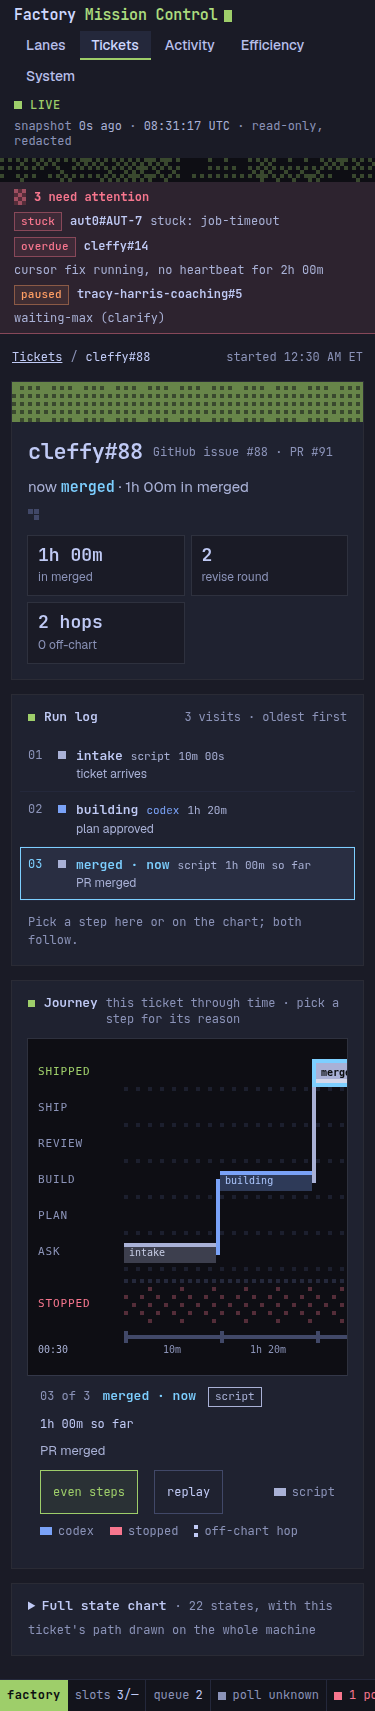 Factory Mission Control
Lanes Tickets Activity Efficiency
System
LIVE
snapshot 0s ago · 08:31:17 UTC · read-only,
redacted
3 need attention
stuck aut0#AUT-7 stuck: job-timeout
overdue cleffy#14
cursor fix running, no heartbeat for 2h 00m
paused tracy-harris-coaching#5
waiting-max (clarify)
Tickets / cleffy#88 started 12:30 AM ET
cleffy#88 GitHub issue #88 · PR #91
now merged · 1h 00m in merged
1h 00m
in merged
2
revise round
2 hops
0 off-chart
Run log 3 visits · oldest first
01 intake script 10m 00s
ticket arrives
02 building codex 1h 20m
plan approved
03 merged · now script 1h 00m so far
PR merged
Pick a step here or on the chart; both
follow.
Journey this ticket through time · pick a
step for its reason
SHIPPED merge
SHIP
REVIEW
BUILD building
PLAN
ASK intake
STOPPED
00:30 10m 1h 20m
03 of 3 merged · now script
1h 00m so far
PR merged
even steps replay script
codex stopped off-chart hop
▶ Full state chart · 22 states, with this
ticket's path drawn on the whole machine
factory slots 3/— queue 2 poll unknown 1 po